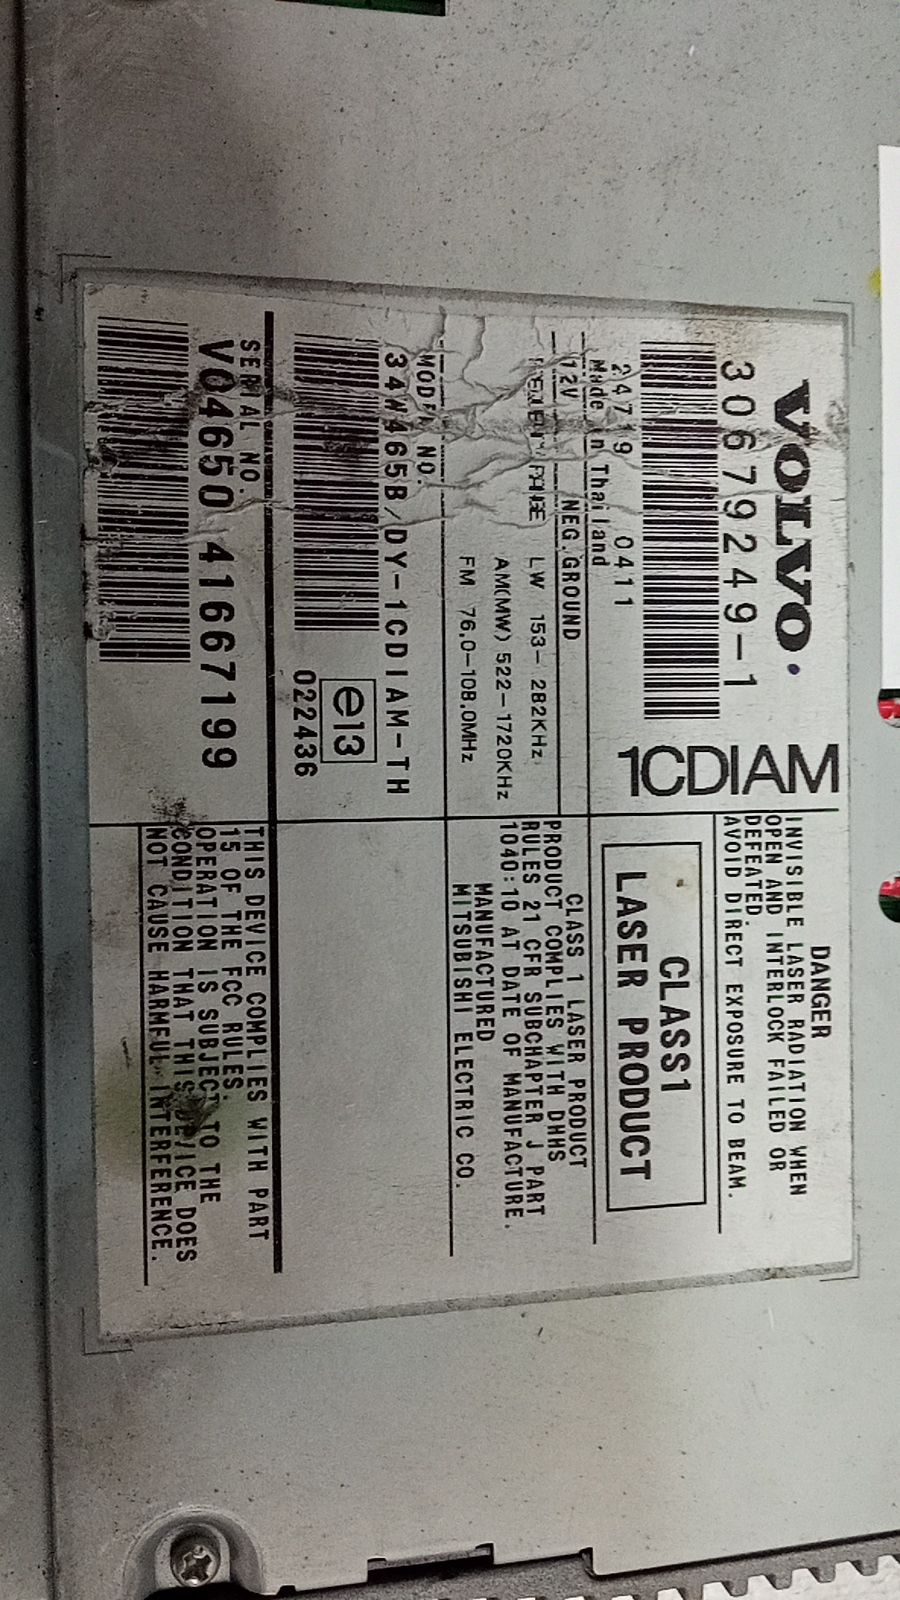 VOLVO
30679249-1
1CDIAM
24719 0411
Made in Thailand
12V NEG.GROUND
LW 153-282KHz
AM(MW) 522-1720KHz
FM 76.0-108.0MHz
MODEL NO.
34W465B/DY-1CDIAM-TH
e13
022436
SERIAL NO.
V04650 41667199
DANGER
INVISIBLE LASER RADIATION WHEN
OPEN AND INTERLOCK FAILED OR
DEFEATED.
AVOID DIRECT EXPOSURE TO BEAM.
CLASS1
LASER PRODUCT
CLASS 1 LASER PRODUCT
PRODUCT COMPLIES WITH DHHS
RULES 21 CFR SUBCHAPTER J PART
1040:10 AT DATE OF MANUFACTURE.
MANUFACTURED
MITSUBISHI ELECTRIC CO.
THIS DEVICE COMPLIES WITH PART
15 OF THE FCC RULES.
OPERATION IS SUBJECT TO THE
CONDITION THAT THIS DEVICE DOES
NOT CAUSE HARMFUL INTERFERENCE.